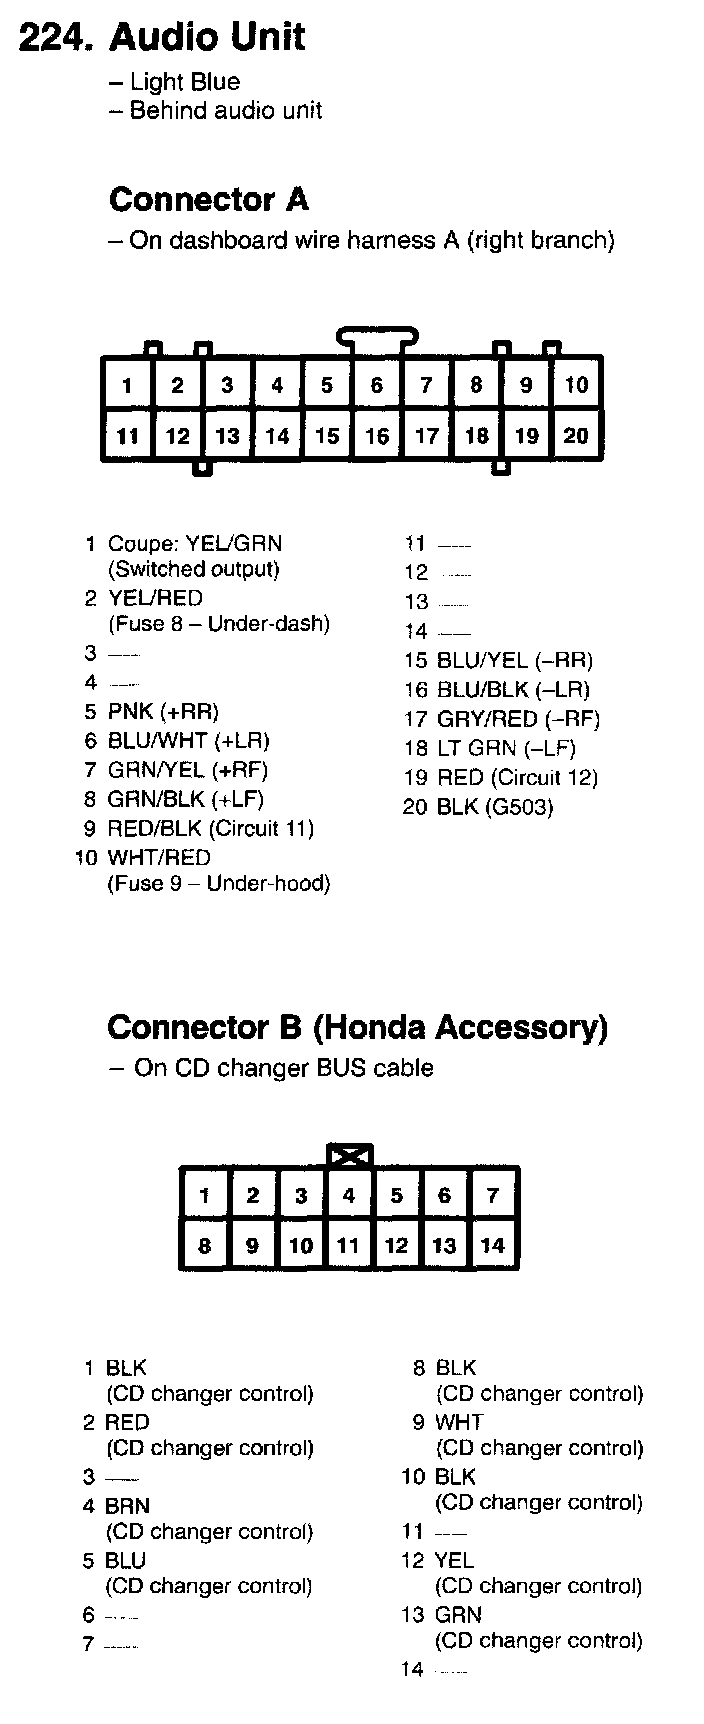 224. Audio Unit
– Light Blue
– Behind audio unit
Connector A
– On dashboard wire harness A (right branch)
1 2 3 4 5 6 7 8 9 10
11 12 13 14 15 16 17 18 19 20
1 Coupe: YEL/GRN
(Switched output)
2 YEL/RED
(Fuse 8 – Under-dash)
3 —
4 —
5 PNK (+RR)
6 BLU/WHT (+LR)
7 GRN/YEL (+RF)
8 GRN/BLK (+LF)
9 RED/BLK (Circuit 11)
10 WHT/RED
(Fuse 9 – Under-hood)
11 —
12 —
13 —
14 —
15 BLU/YEL (–RR)
16 BLU/BLK (–LR)
17 GRY/RED (–RF)
18 LT GRN (–LF)
19 RED (Circuit 12)
20 BLK (G503)
Connector B (Honda Accessory)
– On CD changer BUS cable
1 2 3 4 5 6 7
8 9 10 11 12 13 14
1 BLK
(CD changer control)
2 RED
(CD changer control)
3 —
4 BRN
(CD changer control)
5 BLU
(CD changer control)
6 —
7 —
8 BLK
(CD changer control)
9 WHT
(CD changer control)
10 BLK
(CD changer control)
11 —
12 YEL
(CD changer control)
13 GRN
(CD changer control)
14 —